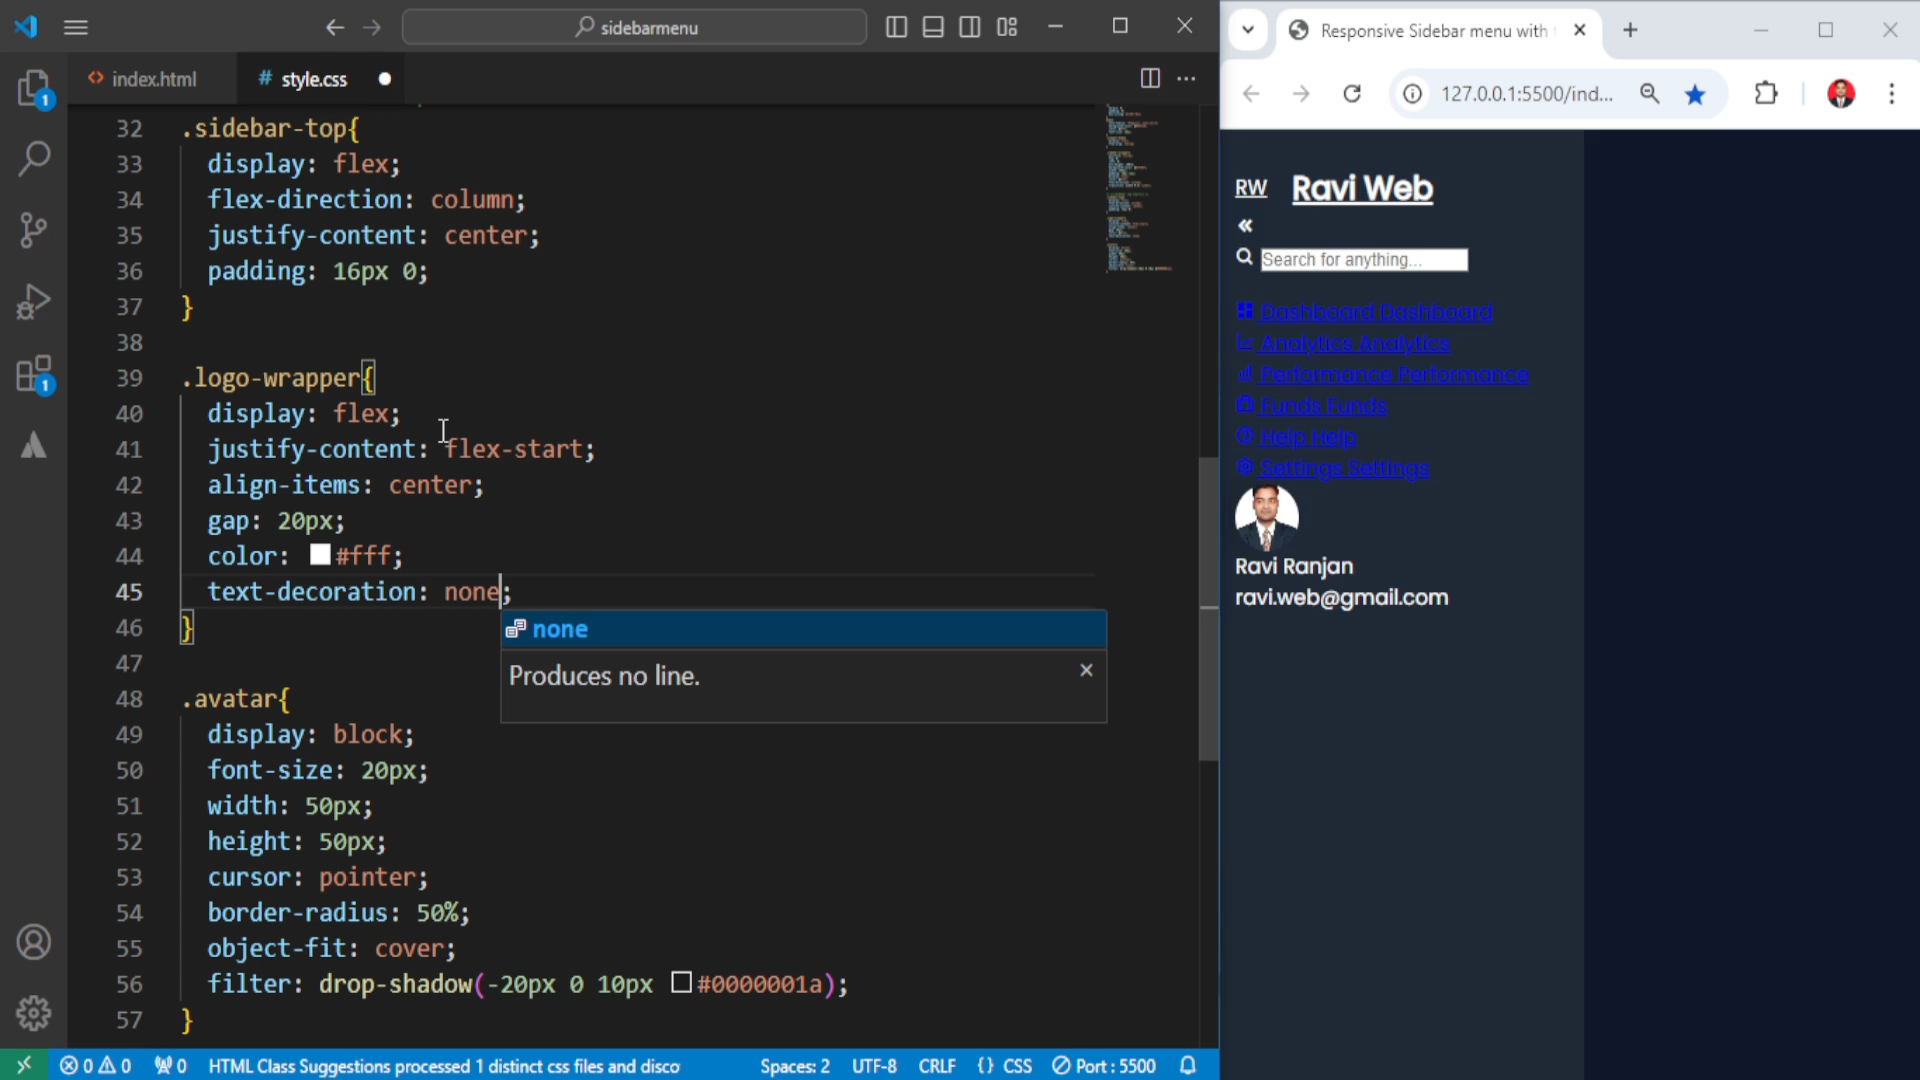 sidebarmenu
index.html
# style.css
32 .sidebar-top{
33 display: flex;
34 flex-direction: column;
35 justify-content: center;
36 padding: 16px 0;
37 }
38
39 .logo-wrapper{
40 display: flex;
41 justify-content: flex-start;
42 align-items: center;
43 gap: 20px;
44 color: #fff;
45 text-decoration: none;
46 }
none
47
Produces no line.
48 .avatar{
49 display: block;
50 font-size: 20px;
51 width: 50px;
52 height: 50px;
53 cursor: pointer;
54 border-radius: 50%;
55 object-fit: cover;
56 filter: drop-shadow(-20px 0 10px #0000001a);
57 }
1
1
0 0 0 HTML Class Suggestions processed 1 distinct css files and disco Spaces: 2 UTF-8 CRLF {} CSS Port : 5500
Responsive Sidebar menu with
127.0.0.1:5500/ind...
RW Ravi Web
«
Search for anything...
Dashboard Dashboard
Analytics Analytics
Performance Performance
Funds Funds
Help Help
Settings Settings
Ravi Ranjan
ravi.web@gmail.com